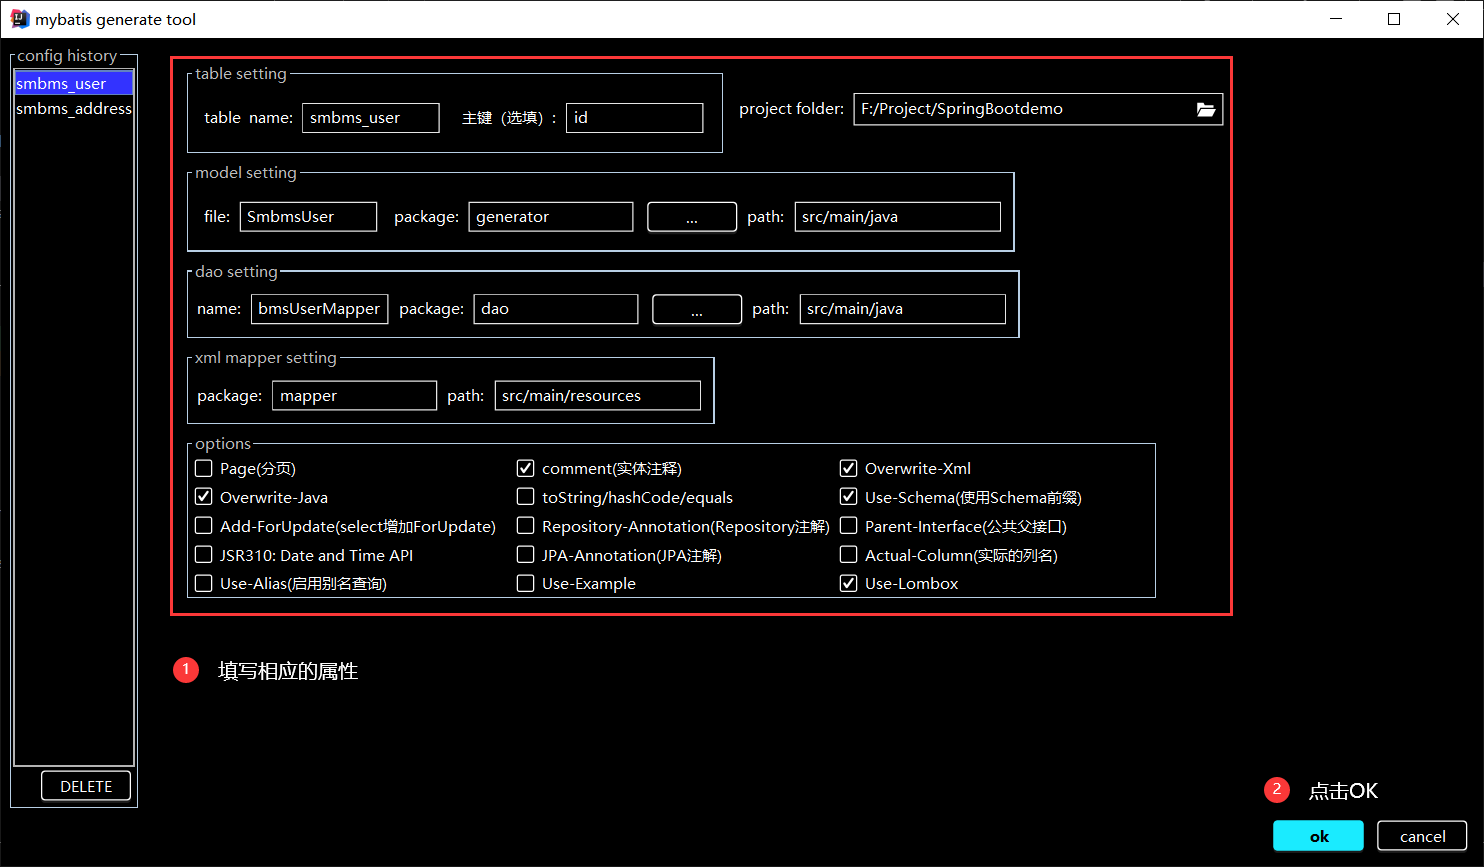 mybatis generate tool
config history
smbms_user
smbms_address
DELETE
table setting
table name: smbms_user 主键（选填）: id
project folder: F:/Project/SpringBootdemo
model setting
file: SmbmsUser package: generator ... path: src/main/java
dao setting
name: bmsUserMapper package: dao ... path: src/main/java
xml mapper setting
package: mapper path: src/main/resources
options
Page(分页) comment(实体注释) Overwrite-Xml
Overwrite-Java toString/hashCode/equals Use-Schema(使用Schema前缀)
Add-ForUpdate(select增加ForUpdate) Repository-Annotation(Repository注解) Parent-Interface(公共父接口)
JSR310: Date and Time API JPA-Annotation(JPA注解) Actual-Column(实际的列名)
Use-Alias(启用别名查询) Use-Example Use-Lombox
1 填写相应的属性
2 点击OK
ok cancel